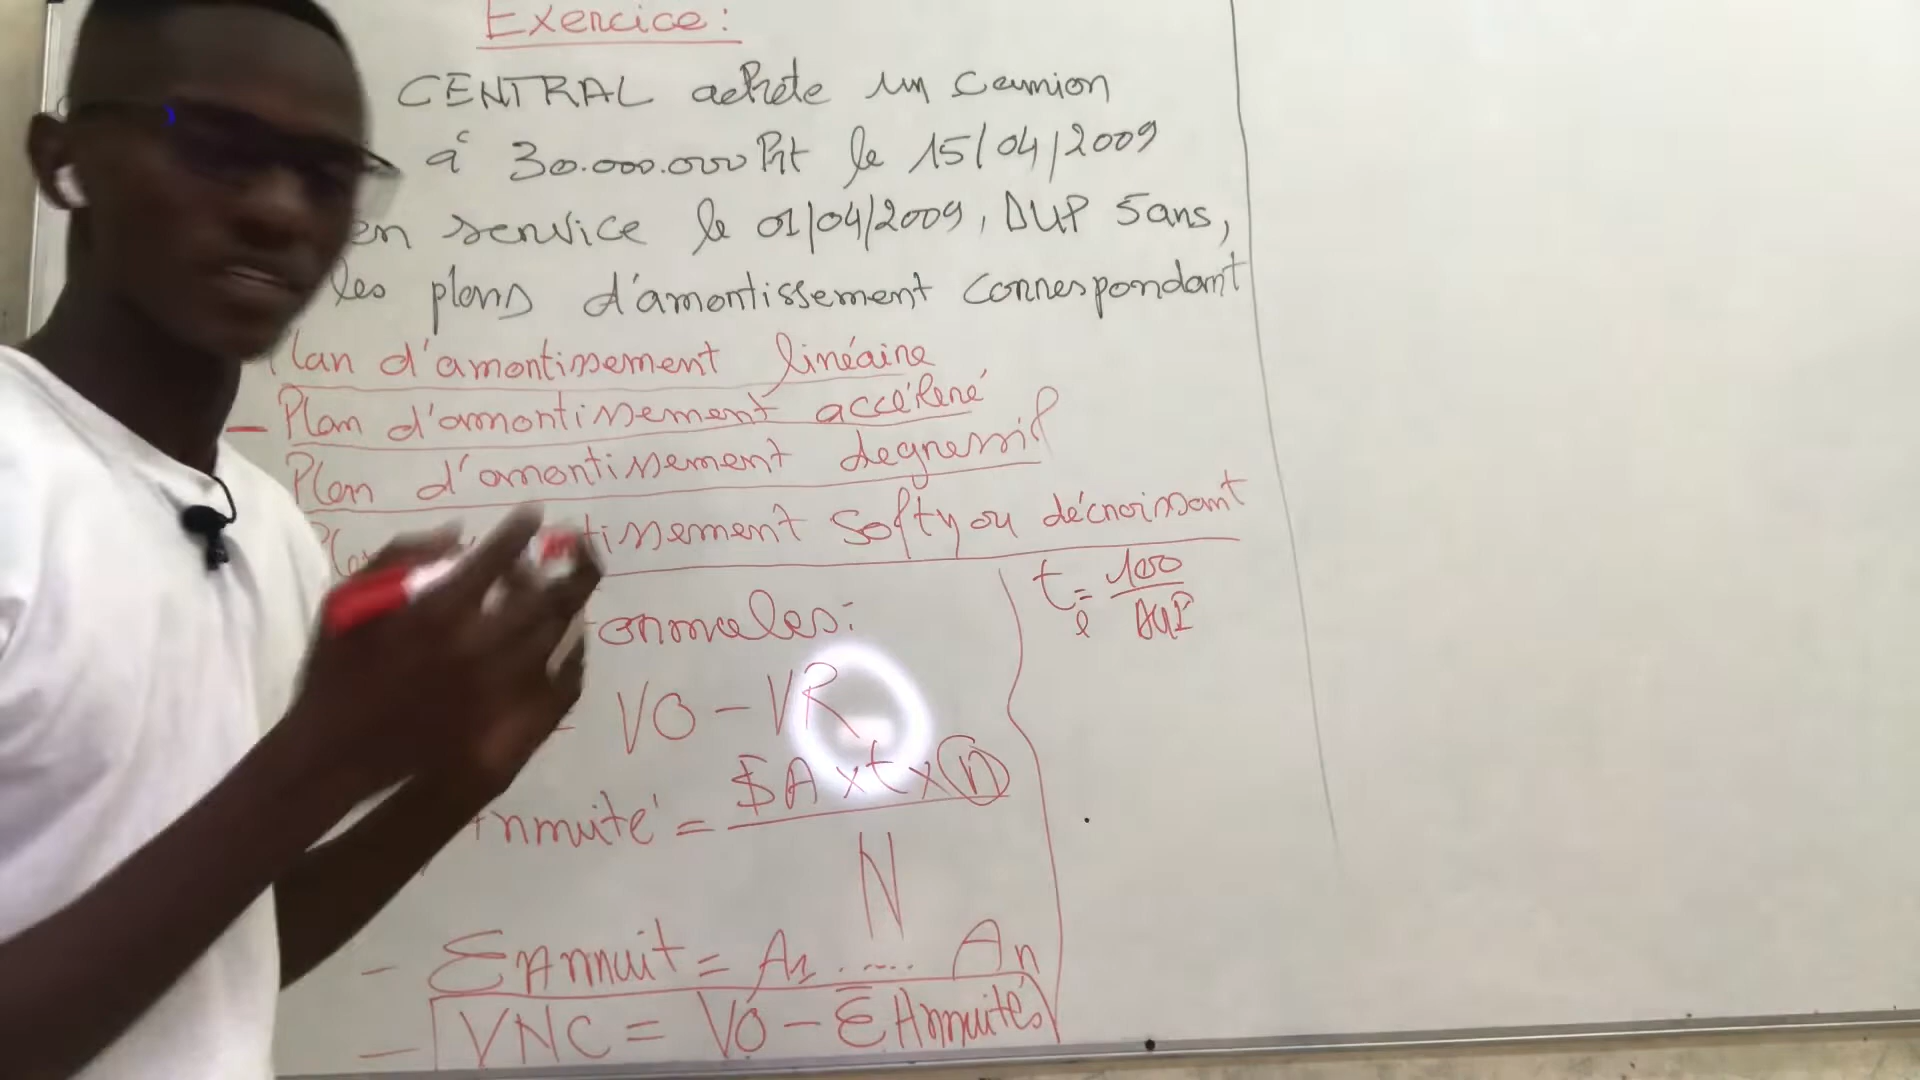 Exercice :
CENTRAL achète un camion
à 30.000.000 Prt le 15/04/2009
en service le 01/04/2009, DUP 5ans,
les plans d'amortissement correspondant
Plan d'amortissement linéaire
- Plan d'amortissement accéléré
Plan d'amortissement degressif
tissement Softy ou décroissant
t l = 100 / DUP
ormules :
= VO - VR
Annuité = $A x t x n / N
- ΣAnnuit = A1 ..... An
- VNC = VO - ΣAnnuités